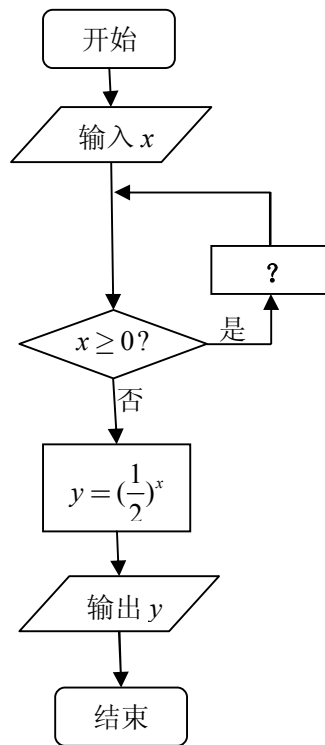 开始
输入 x
?
x ≥ 0?
是
否
y = (1/2)^x
输出 y
结束